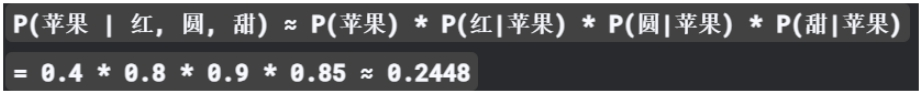 P(苹果 | 红, 圆, 甜) ≈ P(苹果) * P(红|苹果) * P(圆|苹果) * P(甜|苹果)
= 0.4 * 0.8 * 0.9 * 0.85 ≈ 0.2448